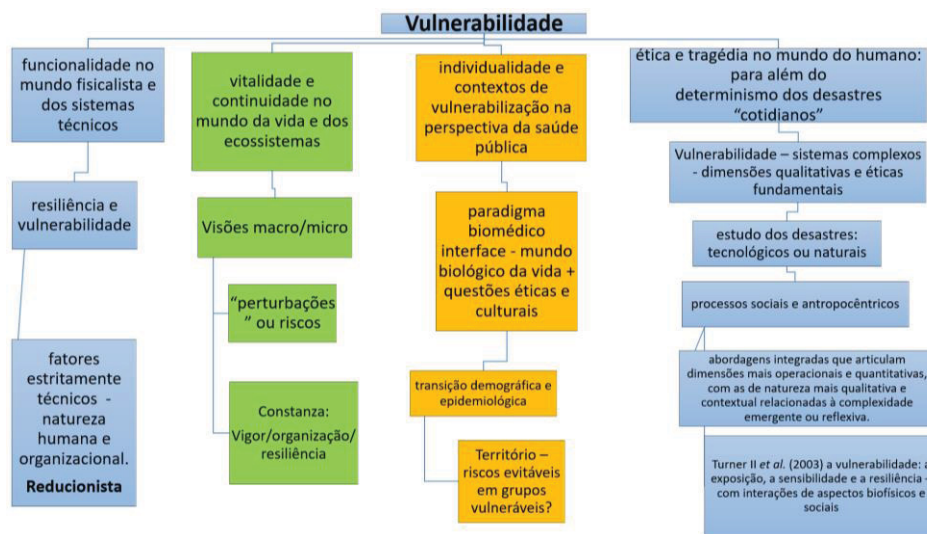 Vulnerabilidade
funcionalidade no
mundo fisicalista e
dos sistemas
técnicos
resiliência e
vulnerabilidade
fatores
estritamente
técnicos -
natureza
humana e
organizacional.
Reducionista
vitalidade e
continuidade no
mundo da vida e dos
ecossistemas
Visões macro/micro
“perturbações
” ou riscos
Constanza:
Vigor/organização/
resiliência
individualidade e
contextos de
vulnerabilização na
perspectiva da saúde
pública
paradigma
biomédico
interface - mundo
biológico da vida +
questões éticas e
culturais
transição demográfica e
epidemiológica
Território –
riscos evitáveis
em grupos
vulneráveis?
ética e tragédia no mundo do humano:
para além do
determinismo dos desastres
“cotidianos”
Vulnerabilidade – sistemas complexos
- dimensões qualitativas e éticas
fundamentais
estudo dos desastres:
tecnológicos ou naturais
processos sociais e antropocêntricos
abordagens integradas que articulam
dimensões mais operacionais e quantitativas,
com as de natureza mais qualitativa e
contextual relacionadas à complexidade
emergente ou reflexiva.
Turner II et al. (2003) a vulnerabilidade: a
exposição, a sensibilidade e a resiliência -
com interações de aspectos biofísicos e
sociais